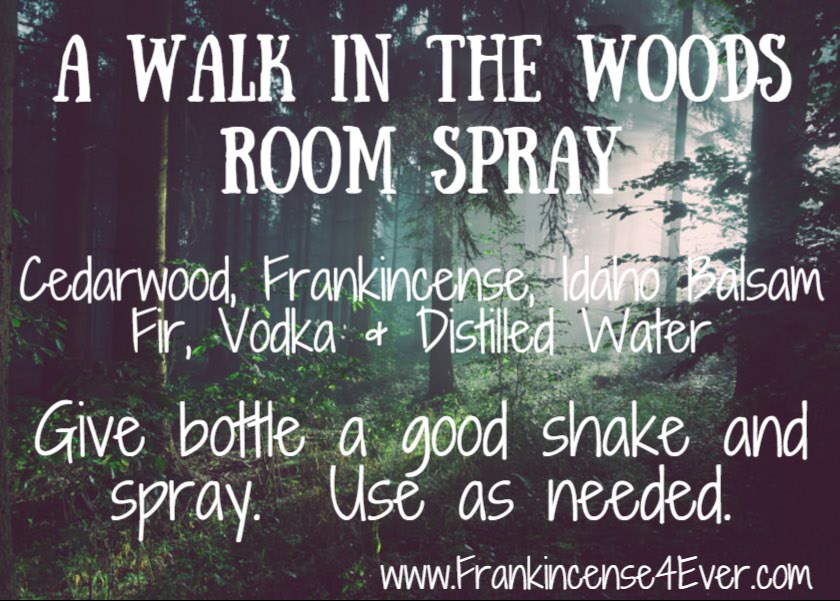 A WALK IN THE WOODS
ROOM SPRAY
Cedarwood, Frankincense, Idaho Balsam
Fir, Vodka & Distilled Water
Give bottle a good shake and
spray. Use as needed.
www.Frankincense4Ever.com